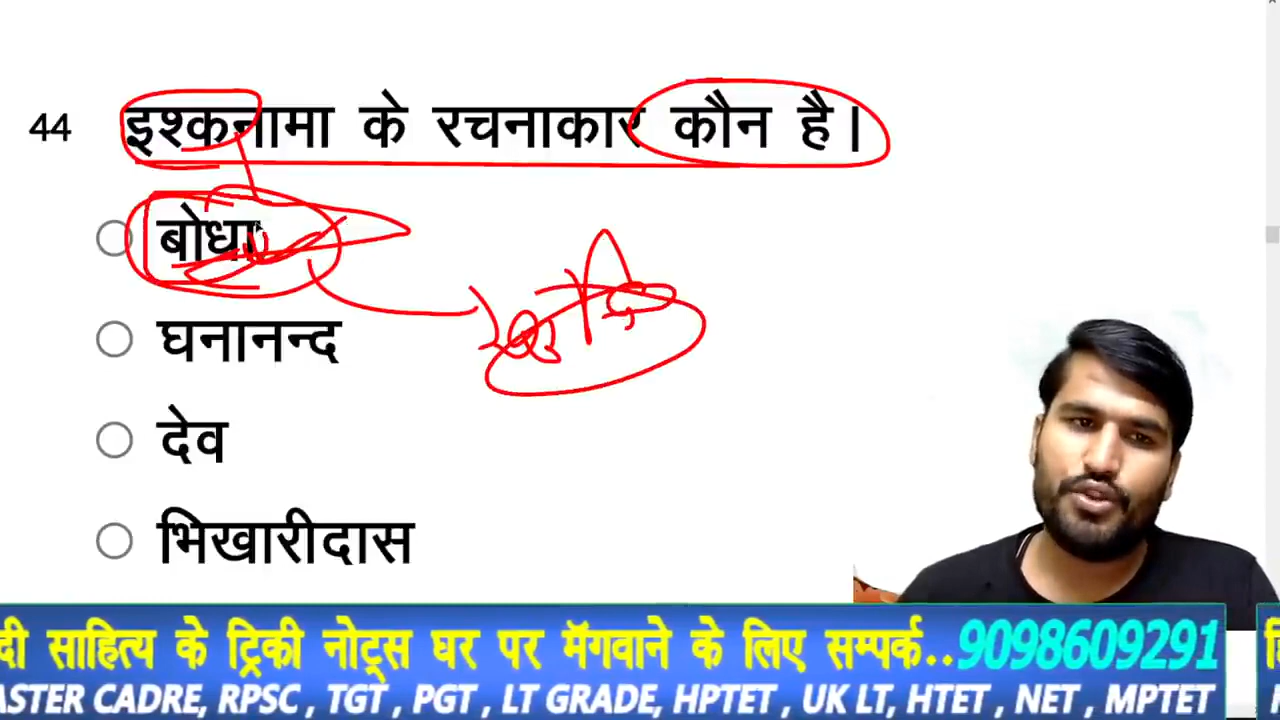 44 इश्कनामा के रचनाकार कौन है।
बोधा
घनानन्द
देव
भिखारीदास
दी साहित्य के ट्रिकी नोट्स घर पर मॅगवाने के लिए सम्पर्क..9098609291
ASTER CADRE, RPSC , TGT , PGT , LT GRADE, HPTET , UK LT, HTET , NET , MPTET